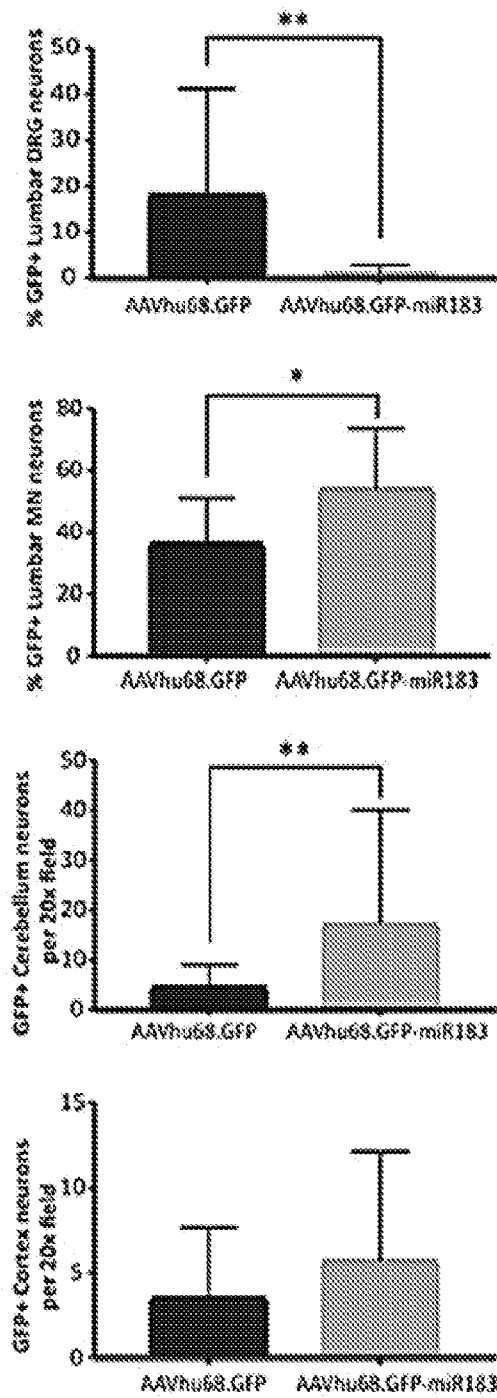 **
% GFP+ Lumbar DRG neurons
50
40
30
20
10
0
AAVhu68.GFP AAVhu68.GFP-miR183
*
% GFP+ Lumbar MN neurons
80
60
40
20
0
AAVhu68.GFP AAVhu68.GFP-miR183
**
GFP+ Cerebellum neurons
per 20x field
50
40
30
20
10
0
AAVhu68.GFP AAVhu68.GFP-miR183
GFP+ Cortex neurons
per 20x field
15
10
5
0
AAVhu68.GFP AAVhu68.GFP-miR183